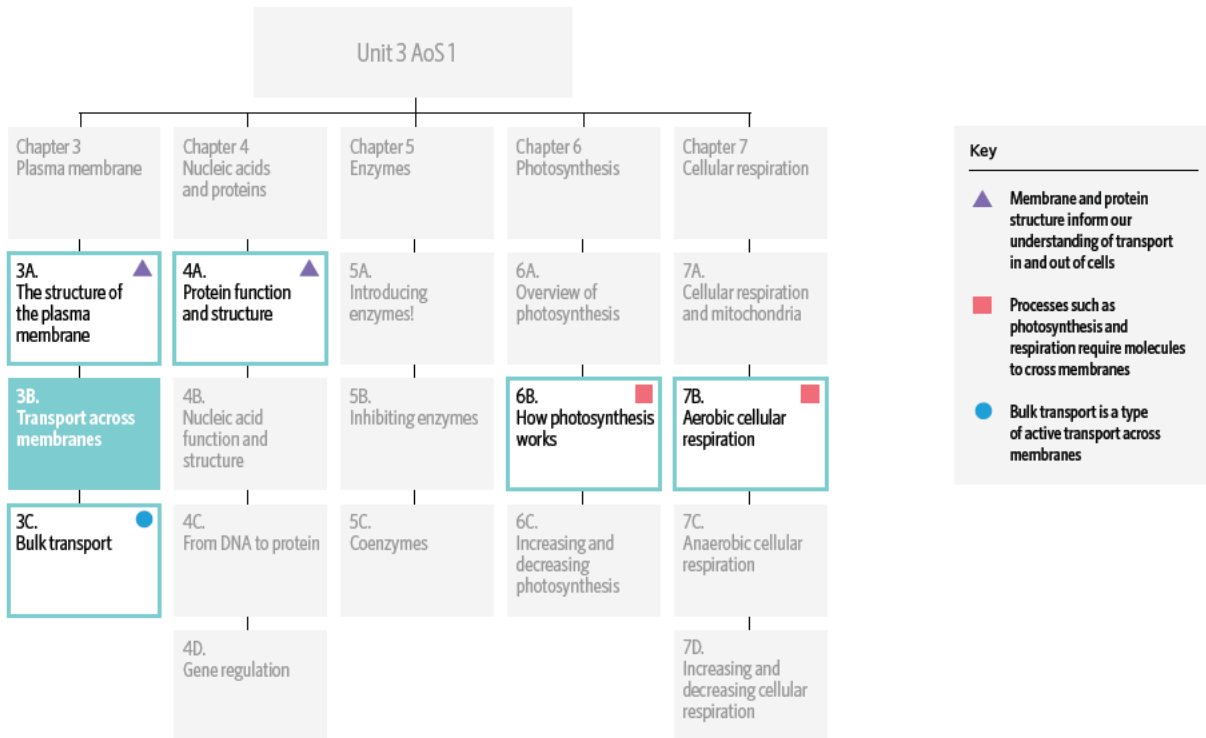 Unit 3 AoS 1
Chapter 3
Plasma membrane
Chapter 4
Nucleic acids
and proteins
Chapter 5
Enzymes
Chapter 6
Photosynthesis
Chapter 7
Cellular respiration
3A.
The structure of
the plasma
membrane
4A.
Protein function
and structure
5A.
Introducing
enzymes!
6A.
Overview of
photosynthesis
7A.
Cellular respiration
and mitochondria
3B.
Transport across
membranes
4B.
Nucleic acid
function and
structure
5B.
Inhibiting enzymes
6B.
How photosynthesis
works
7B.
Aerobic cellular
respiration
3C.
Bulk transport
4C.
From DNA to protein
5C.
Coenzymes
6C.
Increasing and
decreasing
photosynthesis
7C.
Anaerobic cellular
respiration
4D.
Gene regulation
7D.
Increasing and
decreasing cellular
respiration
Key
Membrane and protein
structure inform our
understanding of transport
in and out of cells
Processes such as
photosynthesis and
respiration require molecules
to cross membranes
Bulk transport is a type
of active transport across
membranes